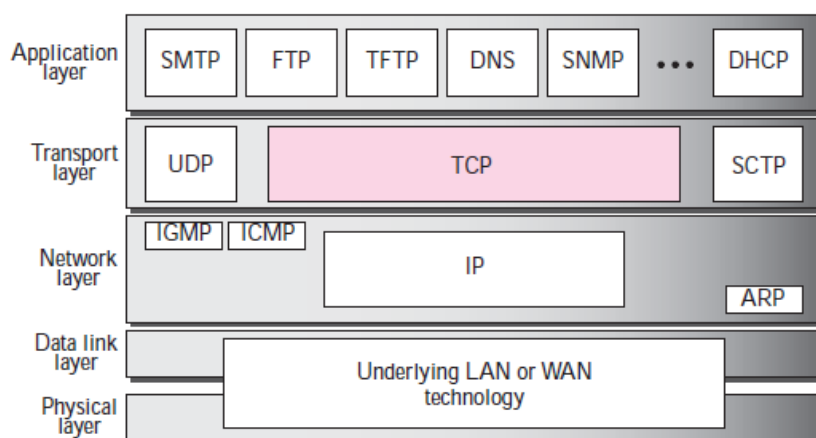 Application
layer
SMTP FTP TFTP DNS SNMP ••• DHCP
Transport
layer
UDP TCP SCTP
IGMP ICMP
Network
layer
IP
ARP
Data link
layer
Underlying LAN or WAN
technology
Physical
layer